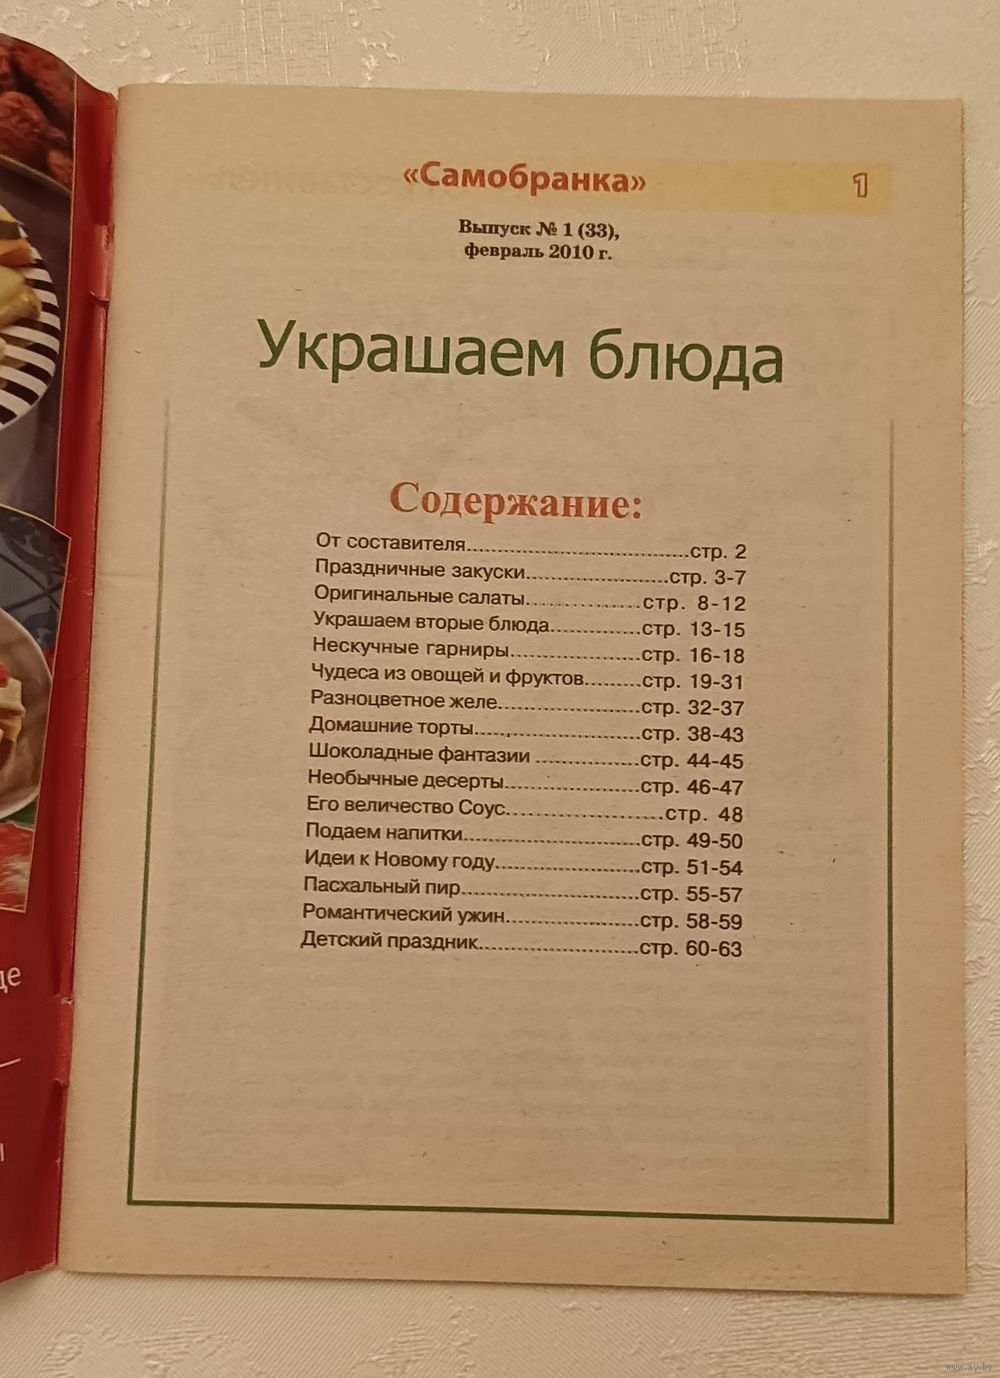 «Самобранка»
1
Выпуск № 1 (33),
февраль 2010 г.
Украшаем блюда
Содержание:
От составителя.....................................стр. 2
Праздничные закуски........................стр. 3-7
Оригинальные салаты...................стр. 8-12
Украшаем вторые блюда...............стр. 13-15
Нескучные гарниры......................стр. 16-18
Чудеса из овощей и фруктов.........стр. 19-31
Разноцветное желе........................стр. 32-37
Домашние торты............................стр. 38-43
Шоколадные фантазии .................стр. 44-45
Необычные десерты.......................стр. 46-47
Его величество Соус..........................стр. 48
Подаем напитки..............................стр. 49-50
Идеи к Новому году........................стр. 51-54
Пасхальный пир..............................стр. 55-57
Романтический ужин......................стр. 58-59
Детский праздник...........................стр. 60-63
www.ay.by